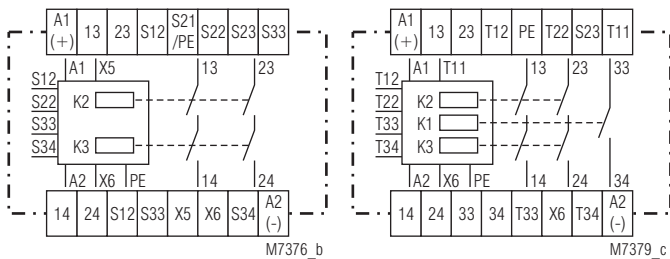 A1 (+) 13 23 S12 S21 /PE S22 S23 S33
A1 X5 13 23
S12
S22
S33
S34
K2
K3
A2 X6 PE 14 24
14 24 S12 S33 X5 X6 S34 A2 (-)
M7376_b
A1 (+) 13 23 T12 PE T22 S23 T11
A1 T11 13 23 33
T12
T22
T33
T34
K2
K1
K3
A2 X6 PE 14 24 34
14 24 33 34 T33 X6 T34 A2 (-)
M7379_c